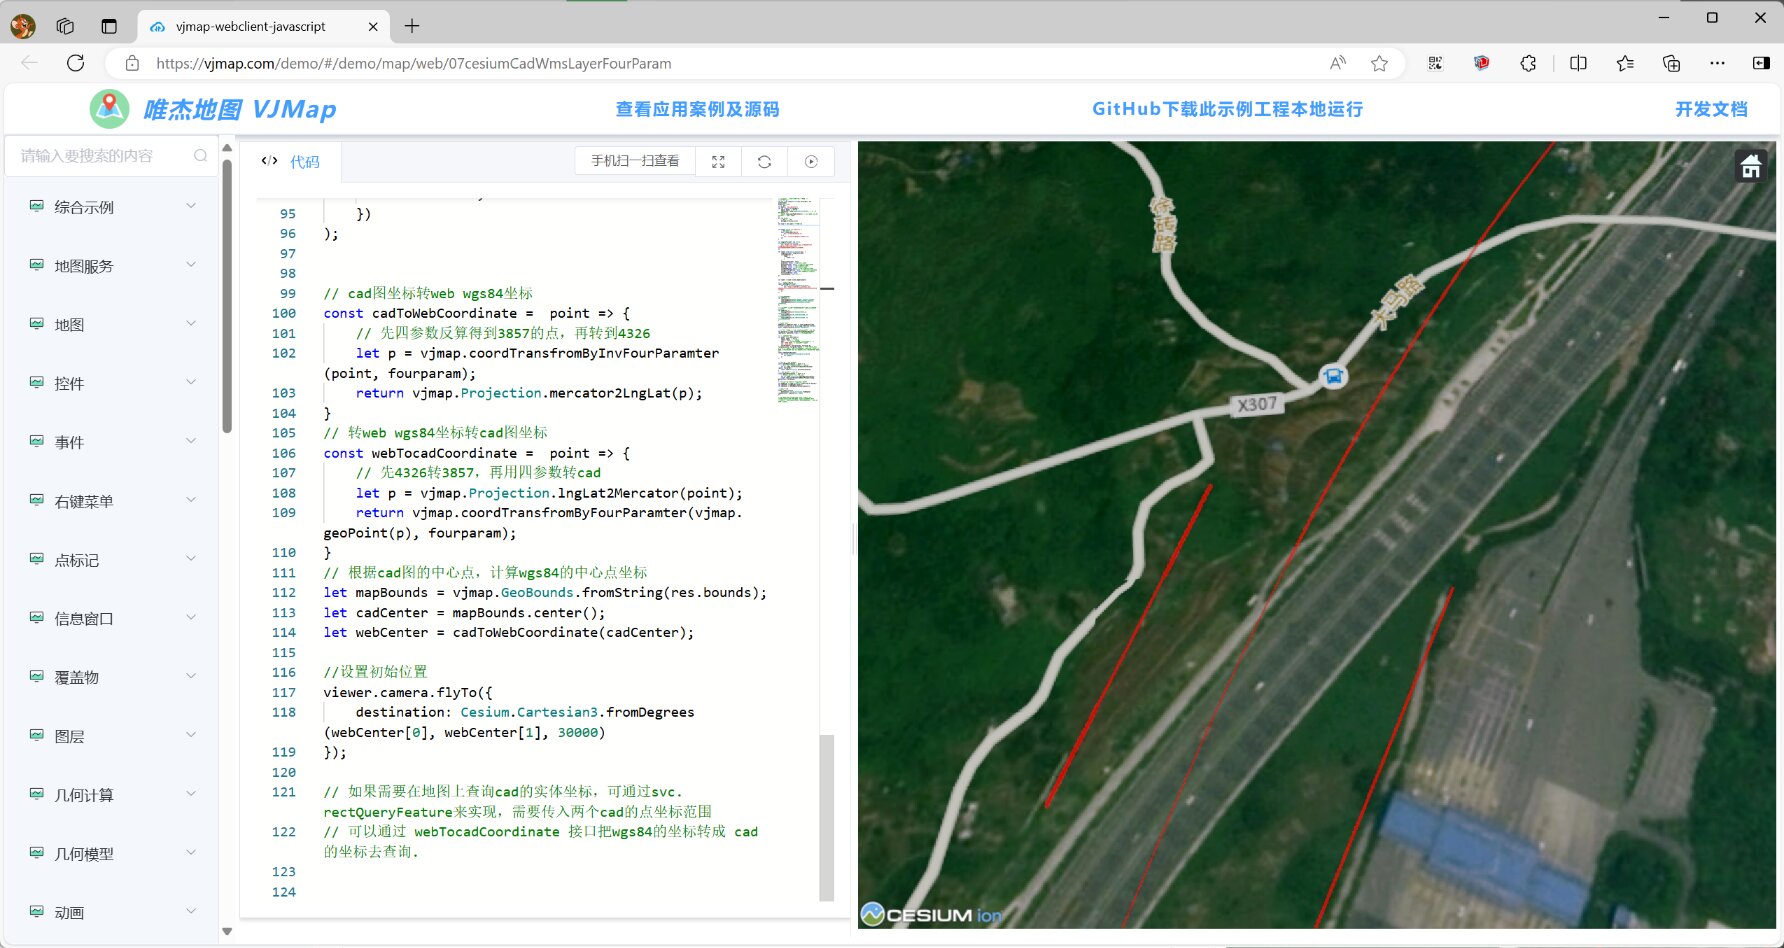 vjmap-webclient-javascript
https://vjmap.com/demo/#/demo/map/web/07cesiumCadWmsLayerFourParam
唯杰地图 VJMap
查看应用案例及源码
GitHub下载此示例工程本地运行
开发文档
请输入要搜索的内容
综合示例
地图服务
地图
控件
事件
右键菜单
点标记
信息窗口
覆盖物
图层
几何计算
几何模型
动画
</> 代码
手机扫一扫查看
95 })
96 );
97
98
99 // cad图坐标转web wgs84坐标
100 const cadToWebCoordinate =  point => {
101 // 先四参数反算得到3857的点，再转到4326
102 let p = vjmap.coordTransfromByInvFourParamter
(point, fourparam);
103 return vjmap.Projection.mercator2LngLat(p);
104 }
105 // 转web wgs84坐标转cad图坐标
106 const webTocadCoordinate =  point => {
107 // 先4326转3857，再用四参数转cad
108 let p = vjmap.Projection.lngLat2Mercator(point);
109 return vjmap.coordTransfromByFourParamter(vjmap.
geoPoint(p), fourparam);
110 }
111 // 根据cad图的中心点，计算wgs84的中心点坐标
112 let mapBounds = vjmap.GeoBounds.fromString(res.bounds);
113 let cadCenter = mapBounds.center();
114 let webCenter = cadToWebCoordinate(cadCenter);
115
116 //设置初始位置
117 viewer.camera.flyTo({
118 destination: Cesium.Cartesian3.fromDegrees
(webCenter[0], webCenter[1], 30000)
119 });
120
121 // 如果需要在地图上查询cad的实体坐标，可通过svc.
rectQueryFeature来实现，需要传入两个cad的点坐标范围
122 // 可以通过 webTocadCoordinate 接口把wgs84的坐标转成 cad
的坐标去查询.
123
124
X307
CESIUM ion